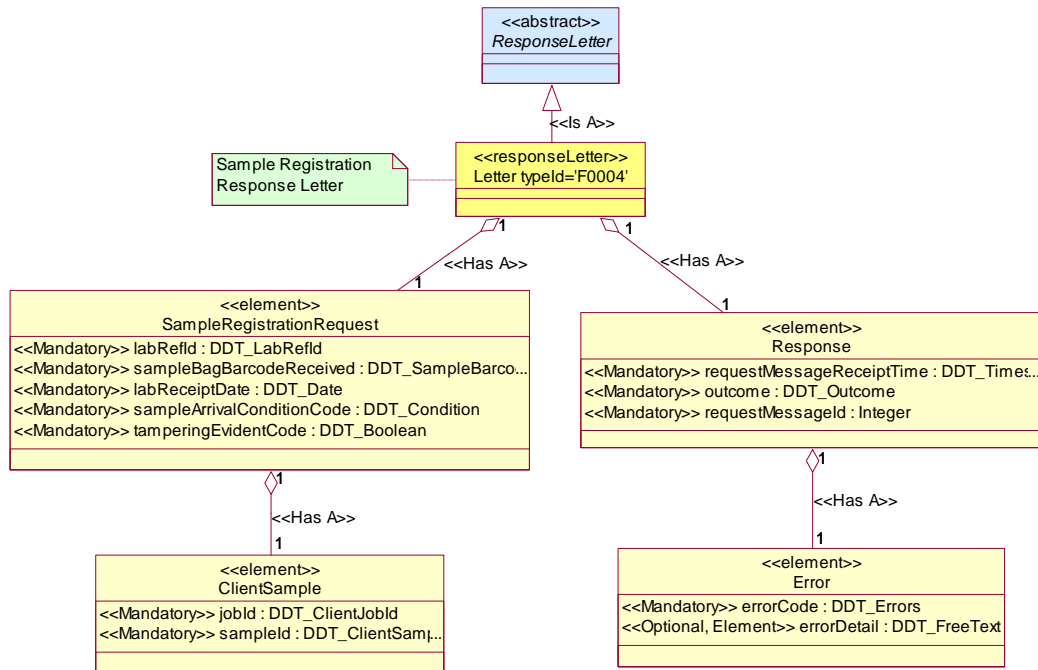 <<abstract>>
ResponseLetter
<<Is A>>
Sample Registration
Response Letter
<<responseLetter>>
Letter typeId='F0004'
1
1
<<Has A>>
<<Has A>>
1
1
<<element>>
SampleRegistrationRequest
<<Mandatory>> labRefId : DDT_LabRefId
<<Mandatory>> sampleBagBarcodeReceived : DDT_SampleBarco...
<<Mandatory>> labReceiptDate : DDT_Date
<<Mandatory>> sampleArrivalConditionCode : DDT_Condition
<<Mandatory>> tamperingEvidentCode : DDT_Boolean
<<element>>
Response
<<Mandatory>> requestMessageReceiptTime : DDT_Times...
<<Mandatory>> outcome : DDT_Outcome
<<Mandatory>> requestMessageId : Integer
1
<<Has A>>
1
1
<<Has A>>
1
<<element>>
ClientSample
<<Mandatory>> jobId : DDT_ClientJobId
<<Mandatory>> sampleId : DDT_ClientSamp...
<<element>>
Error
<<Mandatory>> errorCode : DDT_Errors
<<Optional, Element>> errorDetail : DDT_FreeText